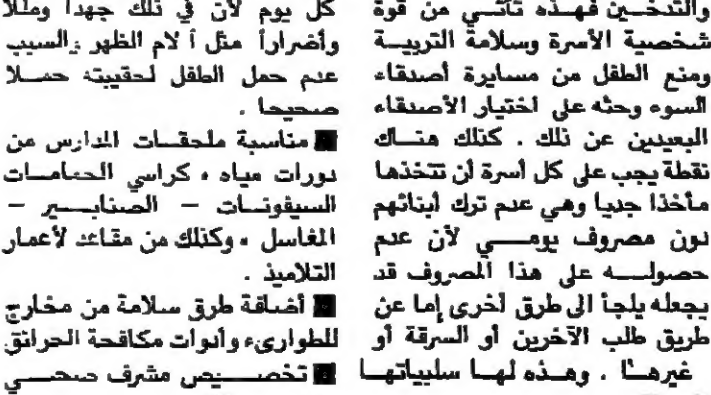 والتدخين فهذه تأتي من قوة
شخصية الأسرة وسلامة التربية
ومنع الطفل من مسايرة أصدقاء
السوء وحثه على اختيار الأصدقاء
البعيدين عن ذلك . كذلك هناك
نقطة يجب على كل أسرة أن تتخذها
مأخذا جديا وهي عدم ترك أبنائهم
دون مصروف يومي لأن عدم
حصوله على هذا المصروف قد
يجعله يلجأ الى طرق أخرى إما عن
طريق طلب الآخرين أو السرقة أو
غيرها . وهذه لها سلبياتها
كل يوم لأن في ذلك جهدا ومللا
وأضراراً مثل آلام الظهر والسبب
عدم حمل الطفل لحقيبته حملا
صحيحا .
■ مناسبة ملحقات المدارس من
دورات مياه ، كراسي الحمامات
السيفونات – الصنابير –
المغاسل ، وكذلك من مقاعد لأعمار
التلاميذ .
■ أضافة طرق سلامة من مخارج
للطوارىء وأدوات مكافحة الحرائق
■ تخصيص مشرف صحي